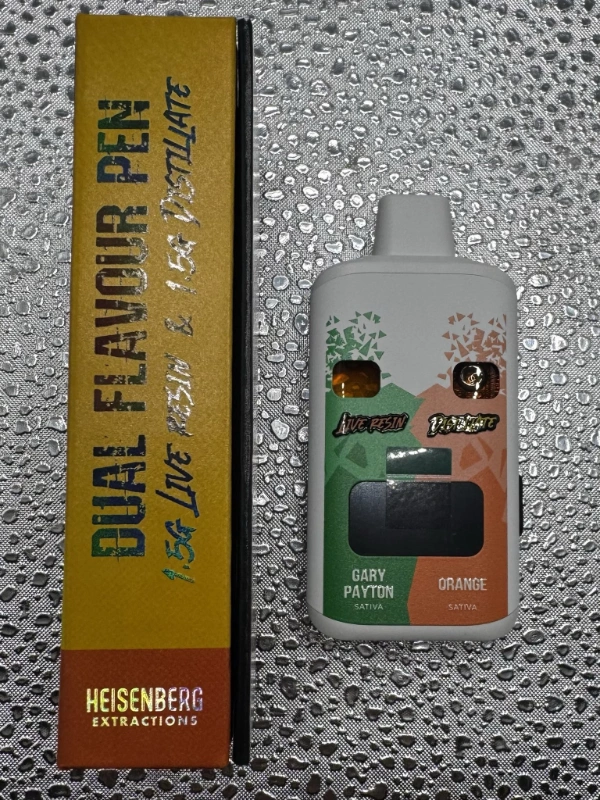 DUAL FLAVOUR PEN
1.5G LIVE RESIN & 1.5G DISTILLATE
HEISENBERG
EXTRACTIONS
LIVE RESIN
DISTILLATE
GARY
PAYTON
SATIVA
ORANGE
SATIVA